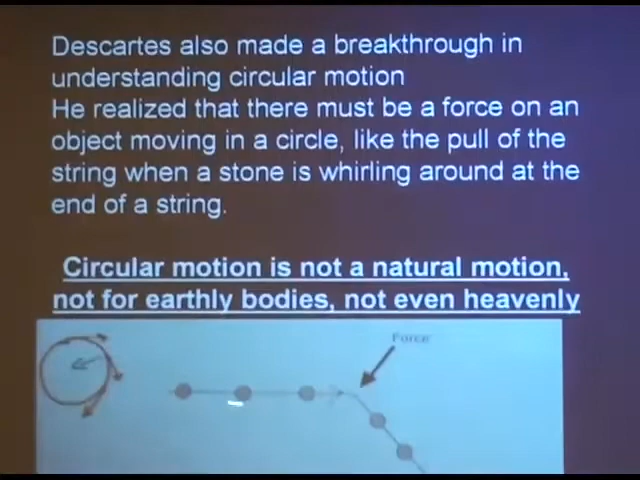 Descartes also made a breakthrough in
understanding circular motion
He realized that there must be a force on an
object moving in a circle, like the pull of the
string when a stone is whirling around at the
end of a string.
Circular motion is not a natural motion,
not for earthly bodies, not even heavenly
Force